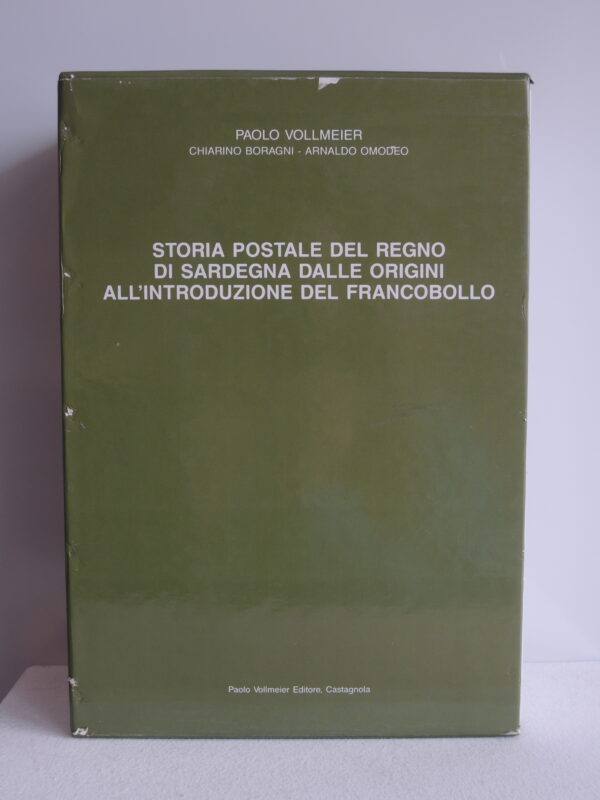 PAOLO VOLLMEIER
CHIARINO BORAGNI - ARNALDO OMODEO
STORIA POSTALE DEL REGNO
DI SARDEGNA DALLE ORIGINI
ALL'INTRODUZIONE DEL FRANCOBOLLO
Paolo Vollmeier Editore, Castagnola